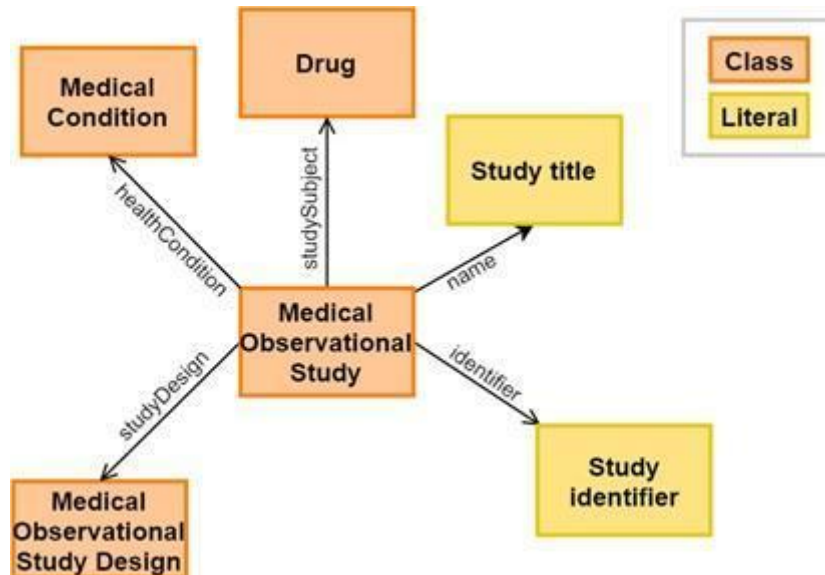 Medical
Condition
Drug
Class
Literal
Study title
healthCondition
studySubject
name
Medical
Observational
Study
studyDesign
identifier
Study
identifier
Medical
Observational
Study Design